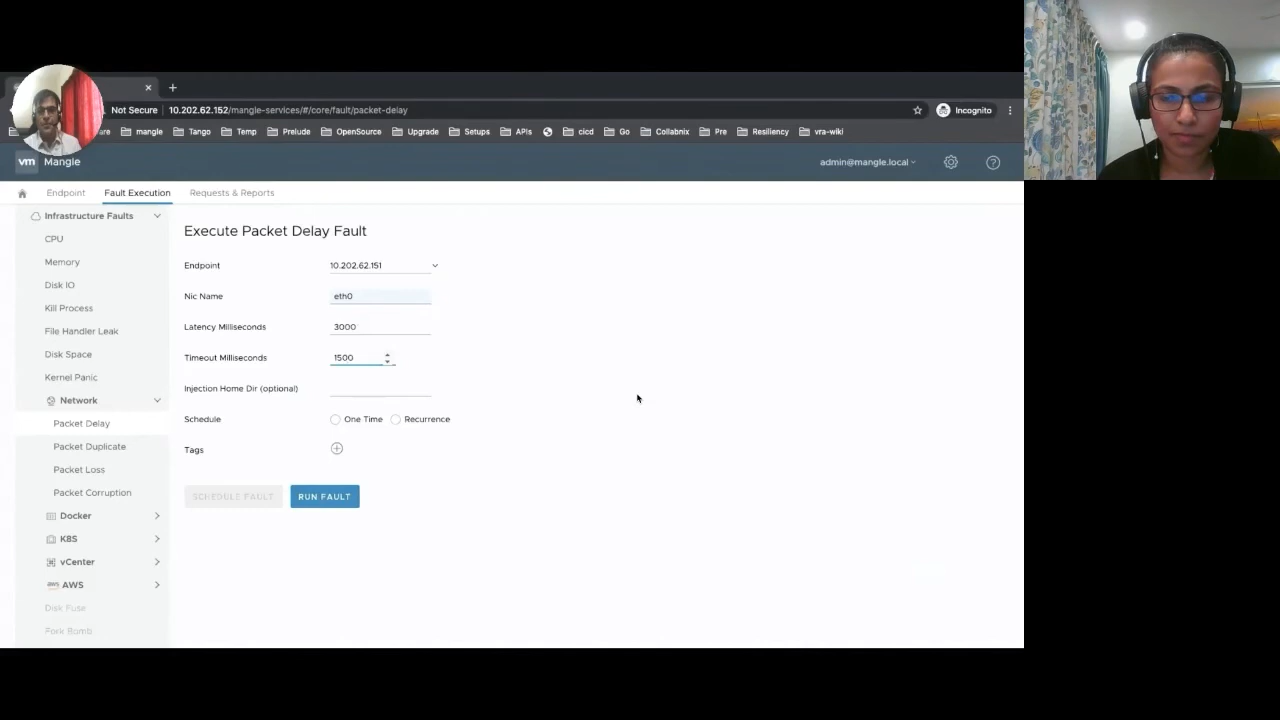 Not Secure | 10.202.62.152/mangle-services/#/core/fault/packet-delay Incognito
are mangle Tango Temp Prelude OpenSource Upgrade Setups APIs cicd Go Collabnix Pre Resiliency vra-wiki
vm Mangle admin@mangle.local
Endpoint Fault Execution Requests & Reports
Infrastructure Faults
CPU
Memory
Disk IO
Kill Process
File Handler Leak
Disk Space
Kernel Panic
Network
Packet Delay
Packet Duplicate
Packet Loss
Packet Corruption
Docker
K8S
vCenter
aws AWS
Disk Fuse
Fork Bomb
Execute Packet Delay Fault
Endpoint 10.202.62.151
Nic Name eth0
Latency Milliseconds 3000
Timeout Milliseconds 1500
Injection Home Dir (optional)
Schedule One Time Recurrence
Tags
SCHEDULE FAULT RUN FAULT